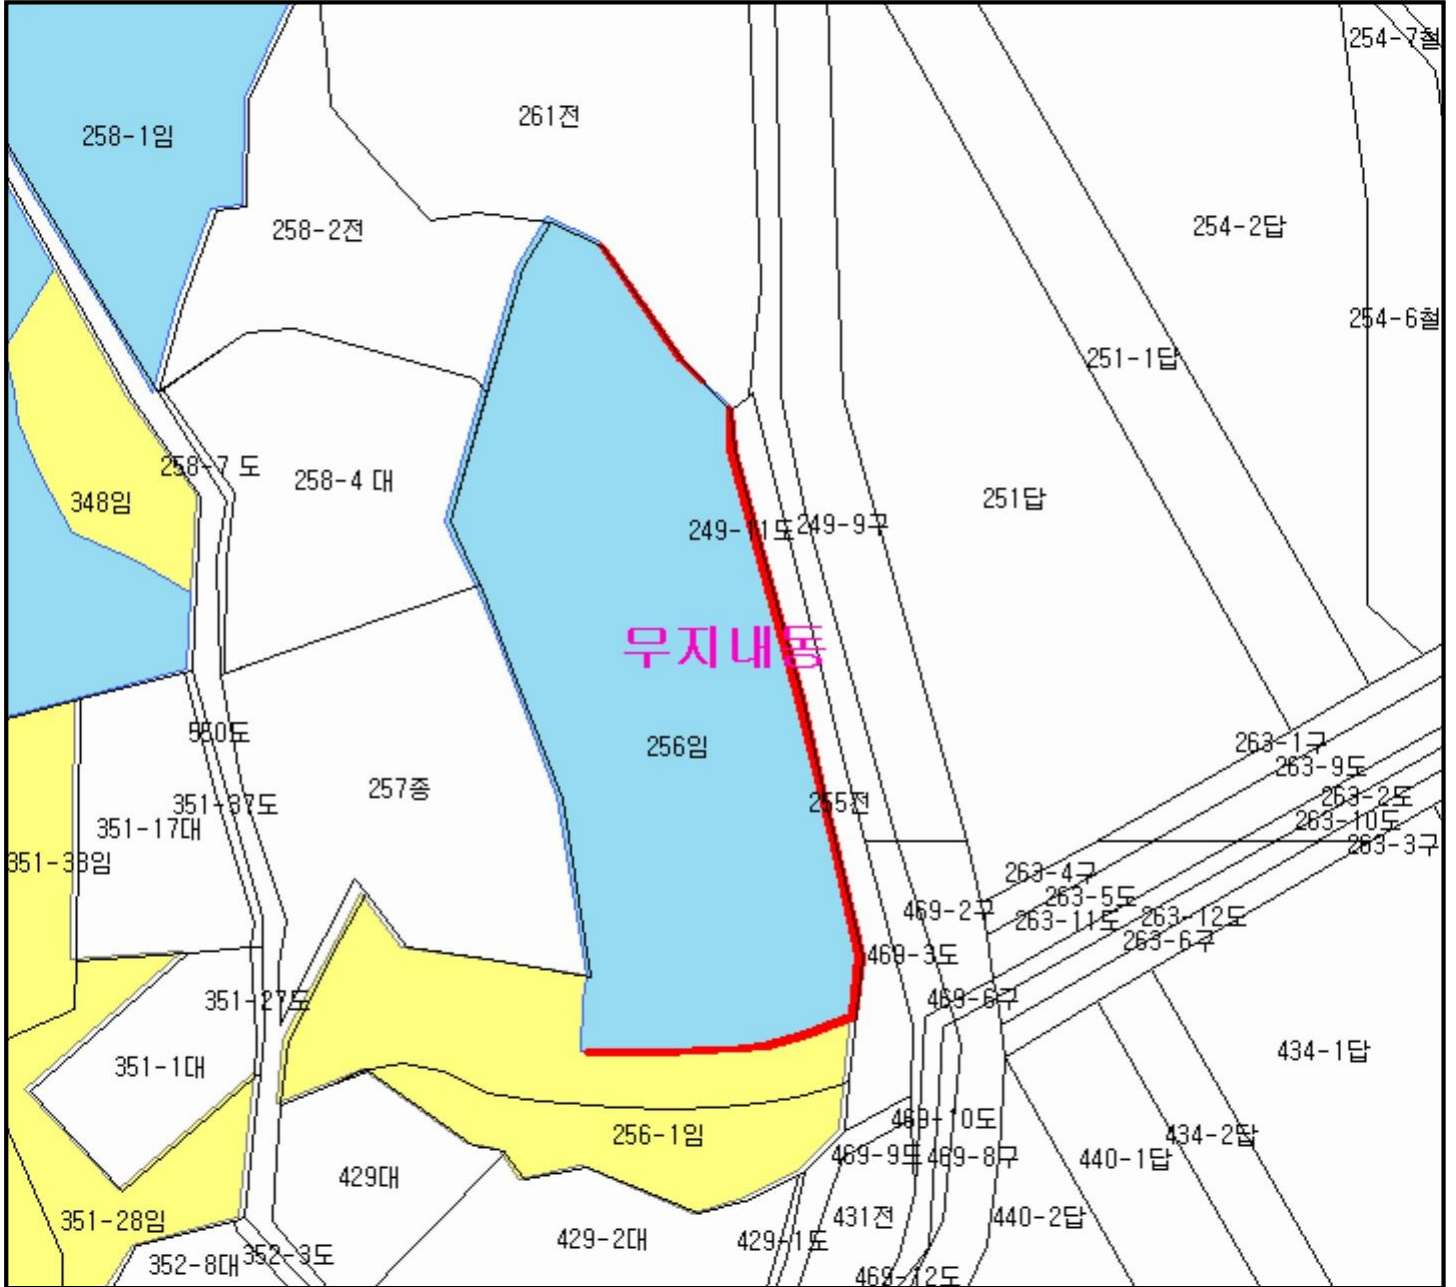 254-7철
258-1임
261전
258-2전
254-2답
254-6철
251-1답
258-7 도
258-4 대
348임
251답
249-11도
249-9구
무지내동
550도
256임
263-1구
263-9도
257종
351-37도
255전
263-2도
351-17대
263-10도
263-3구
351-38임
263-4구
263-5도
469-2구
263-11도
263-12도
263-6구
469-3도
351-27도
469-6구
351-1대
434-1답
469-10도
256-1임
434-2답
469-9도
469-8구
440-1답
429대
351-28임
431전
440-2답
429-2대
429-1도
352-3도
352-8대
469-12도